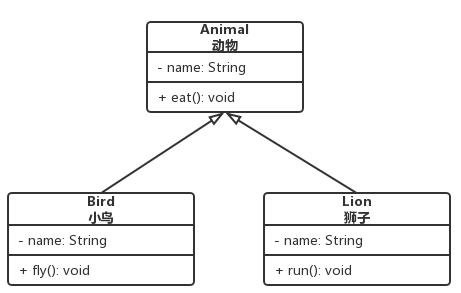 Animal
动物
- name: String
+ eat(): void
Bird
小鸟
- name: String
+ fly(): void
Lion
狮子
- name: String
+ run(): void